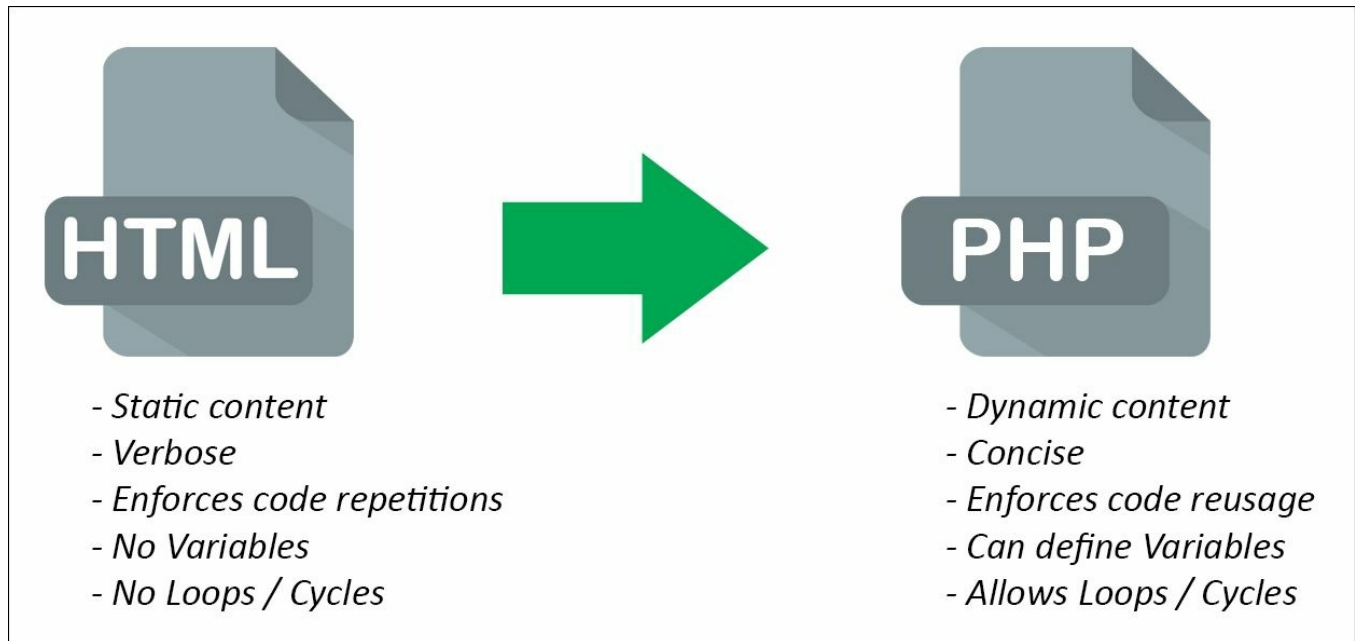 HTML
- Static content
- Verbose
- Enforces code repetitions
- No Variables
- No Loops / Cycles
PHP
- Dynamic content
- Concise
- Enforces code reusage
- Can define Variables
- Allows Loops / Cycles